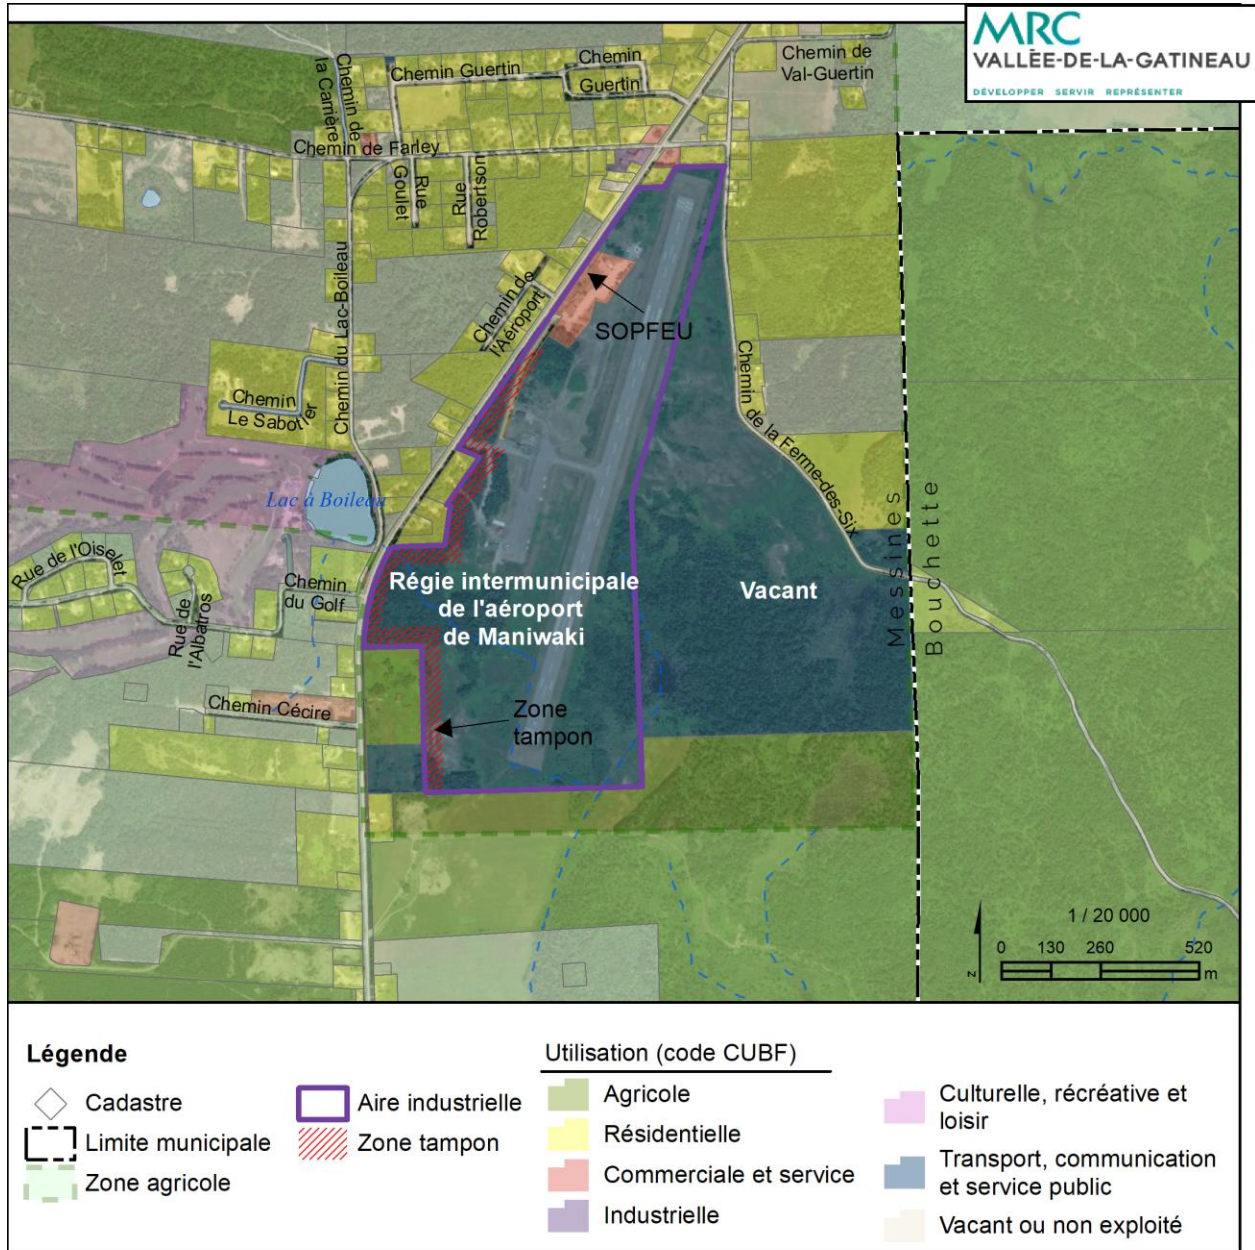 MRC
VALLÉE-DE-LA-GATINEAU
DÉVELOPPER SERVIR REPRÉSENTER
Chemin Guertin
Chemin
Guertin
Chemin de
Val-Guertin
Chemin de
la Carrière
Chemin de Farley
Rue
Goulet
Rue
Robertson
Chemin du Lac-Boileau
Chemin de
l'Aéroport
SOPFEU
Chemin
Le Sabotier
Chemin de la Ferme-des-Six
Lac à Boileau
Messines
Bouchette
Rue de l'Oiselet
Rue de
l'Albatros
Chemin
du Golf
Régie intermunicipale
de l'aéroport
de Maniwaki
Vacant
Chemin Cécire
Zone
tampon
1 / 20 000
0 130 260 520
m
z
Légende
Cadastre
Limite municipale
Zone agricole
Aire industrielle
Zone tampon
Utilisation (code CUBF)
Agricole
Résidentielle
Commerciale et service
Industrielle
Culturelle, récréative et
loisir
Transport, communication
et service public
Vacant ou non exploité